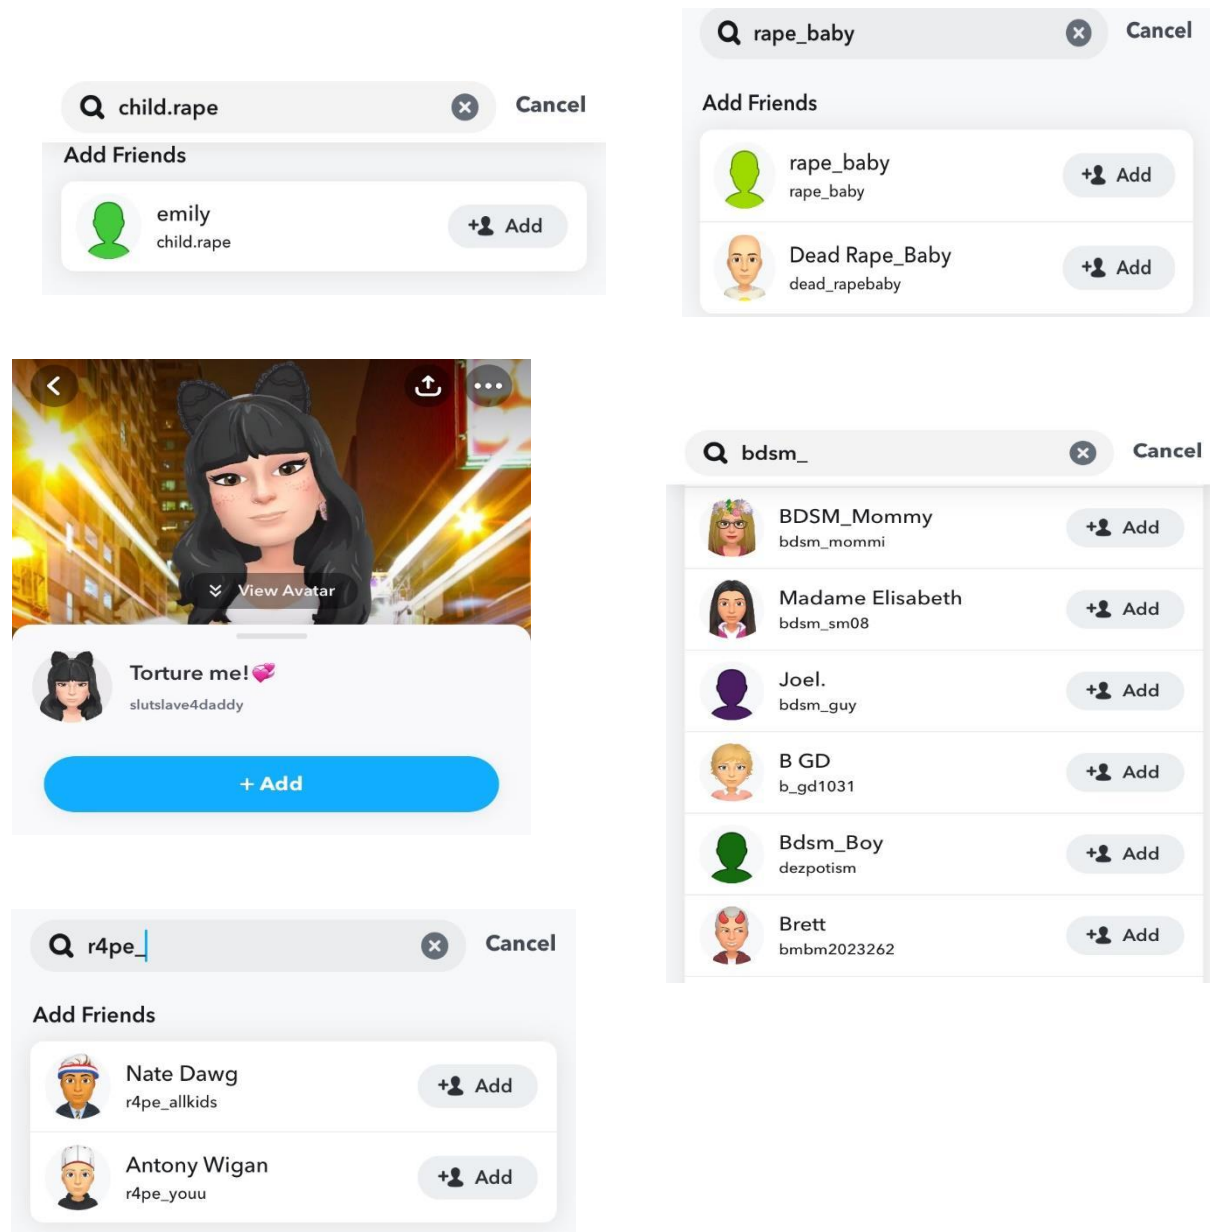 child.rape
Cancel
Add Friends
emily
child.rape
Add
rape_baby
Cancel
Add Friends
rape_baby
rape_baby
Add
Dead Rape_Baby
dead_rapebaby
Add
View Avatar
Torture me!💞
slutslave4daddy
+ Add
bdsm_
Cancel
BDSM_Mommy
bdsm_mommi
Add
Madame Elisabeth
bdsm_sm08
Add
Joel.
bdsm_guy
Add
B GD
b_gd1031
Add
Bdsm_Boy
dezpotism
Add
Brett
bmbm2023262
Add
r4pe_
Cancel
Add Friends
Nate Dawg
r4pe_allkids
Add
Antony Wigan
r4pe_youu
Add